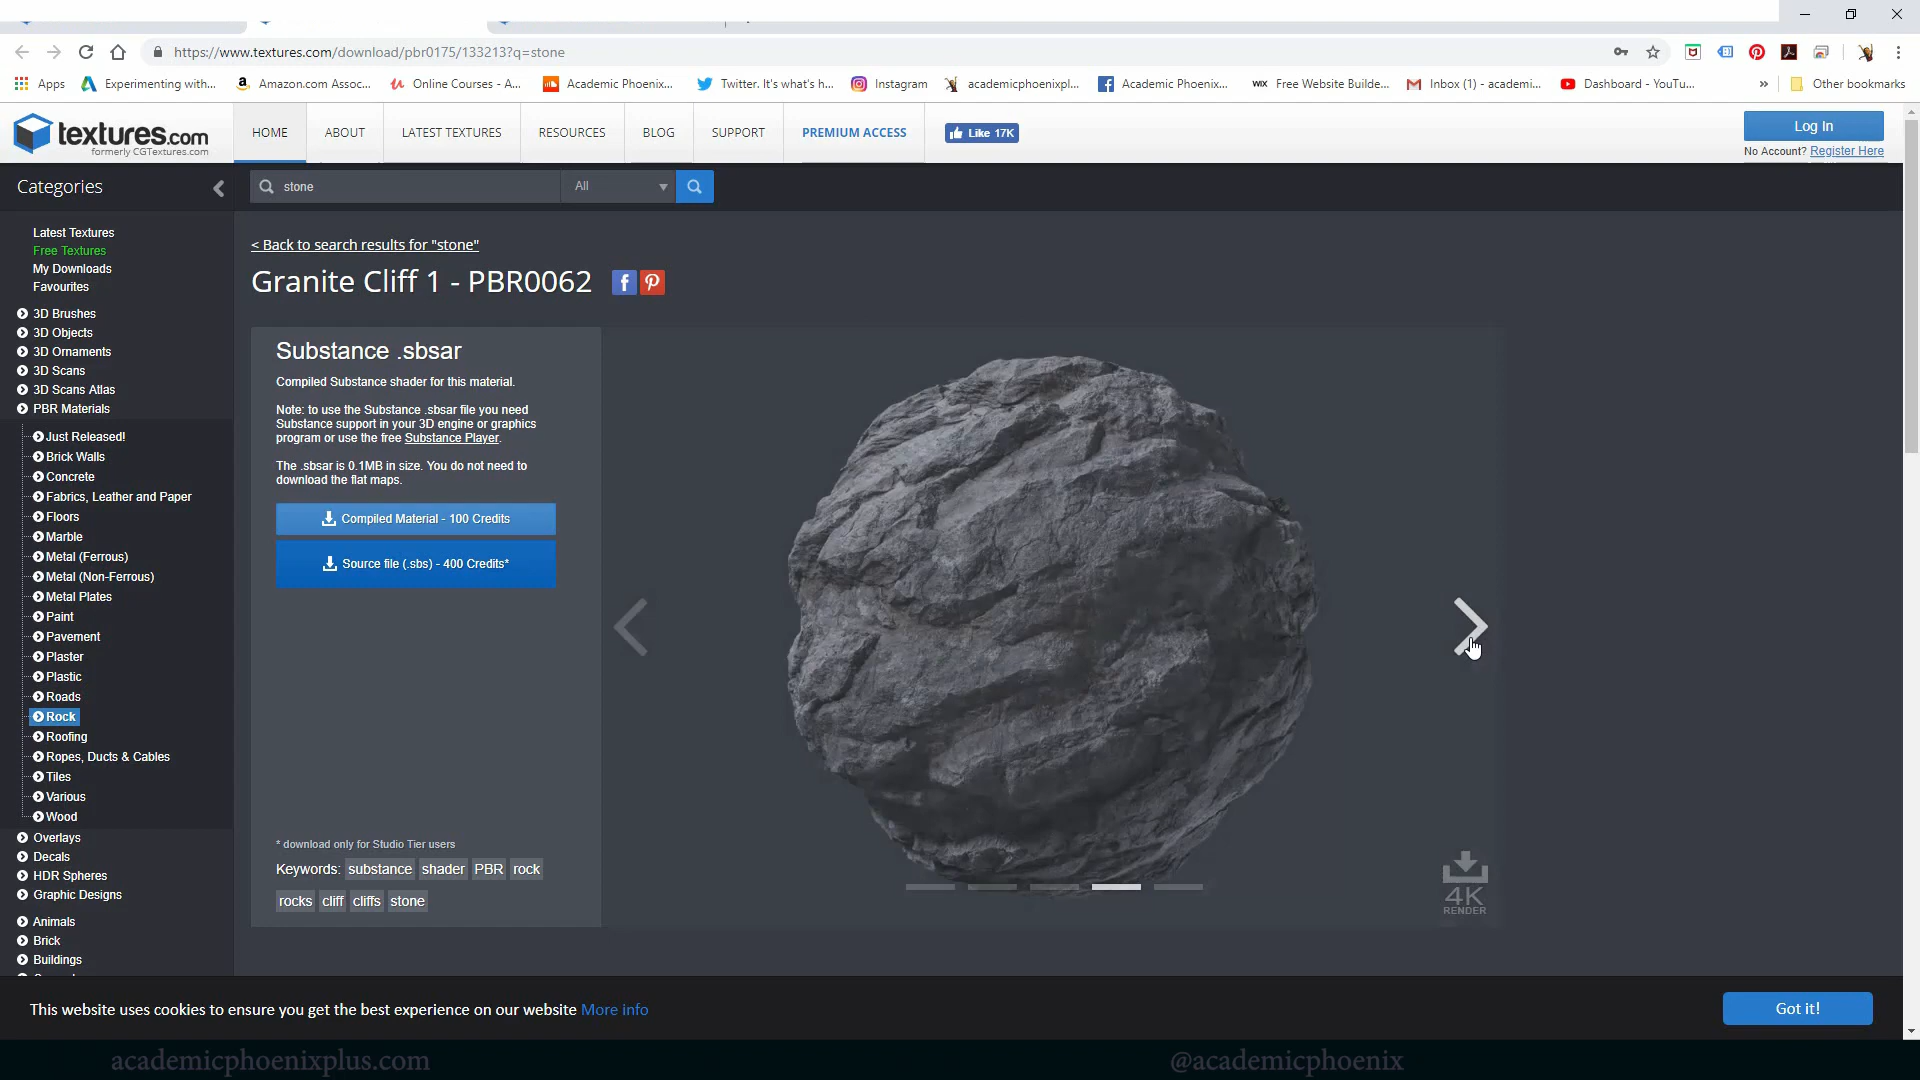 https://www.textures.com/download/pbr0175/133213?q=stone
Apps Experimenting with... Amazon.com Assoc... Online Courses - A... Academic Phoenix... Twitter. It's what's h... Instagram academicphoenixpl... Academic Phoenix... WIX Free Website Builde... Inbox (1) - academi... Dashboard - YouTu... » Other bookmarks
textures.com
formerly CGTextures.com
HOME ABOUT LATEST TEXTURES RESOURCES BLOG SUPPORT PREMIUM ACCESS Like 17K
Log In
No Account? Register Here
Categories
stone All
Latest Textures
Free Textures
My Downloads
Favourites
3D Brushes
3D Objects
3D Ornaments
3D Scans
3D Scans Atlas
PBR Materials
Just Released!
Brick Walls
Concrete
Fabrics, Leather and Paper
Floors
Marble
Metal (Ferrous)
Metal (Non-Ferrous)
Metal Plates
Paint
Pavement
Plaster
Plastic
Roads
Rock
Roofing
Ropes, Ducts & Cables
Tiles
Various
Wood
Overlays
Decals
HDR Spheres
Graphic Designs
Animals
Brick
Buildings
< Back to search results for "stone"
Granite Cliff 1 - PBR0062
Substance .sbsar
Compiled Substance shader for this material.
Note: to use the Substance .sbsar file you need
Substance support in your 3D engine or graphics
program or use the free Substance Player.
The .sbsar is 0.1MB in size. You do not need to
download the flat maps.
Compiled Material - 100 Credits
Source file (.sbs) - 400 Credits*
* download only for Studio Tier users
Keywords: substance shader PBR rock
rocks cliff cliffs stone
4K
RENDER
This website uses cookies to ensure you get the best experience on our website More info
Got it!
academicphoenixplus.com
@academicphoenix